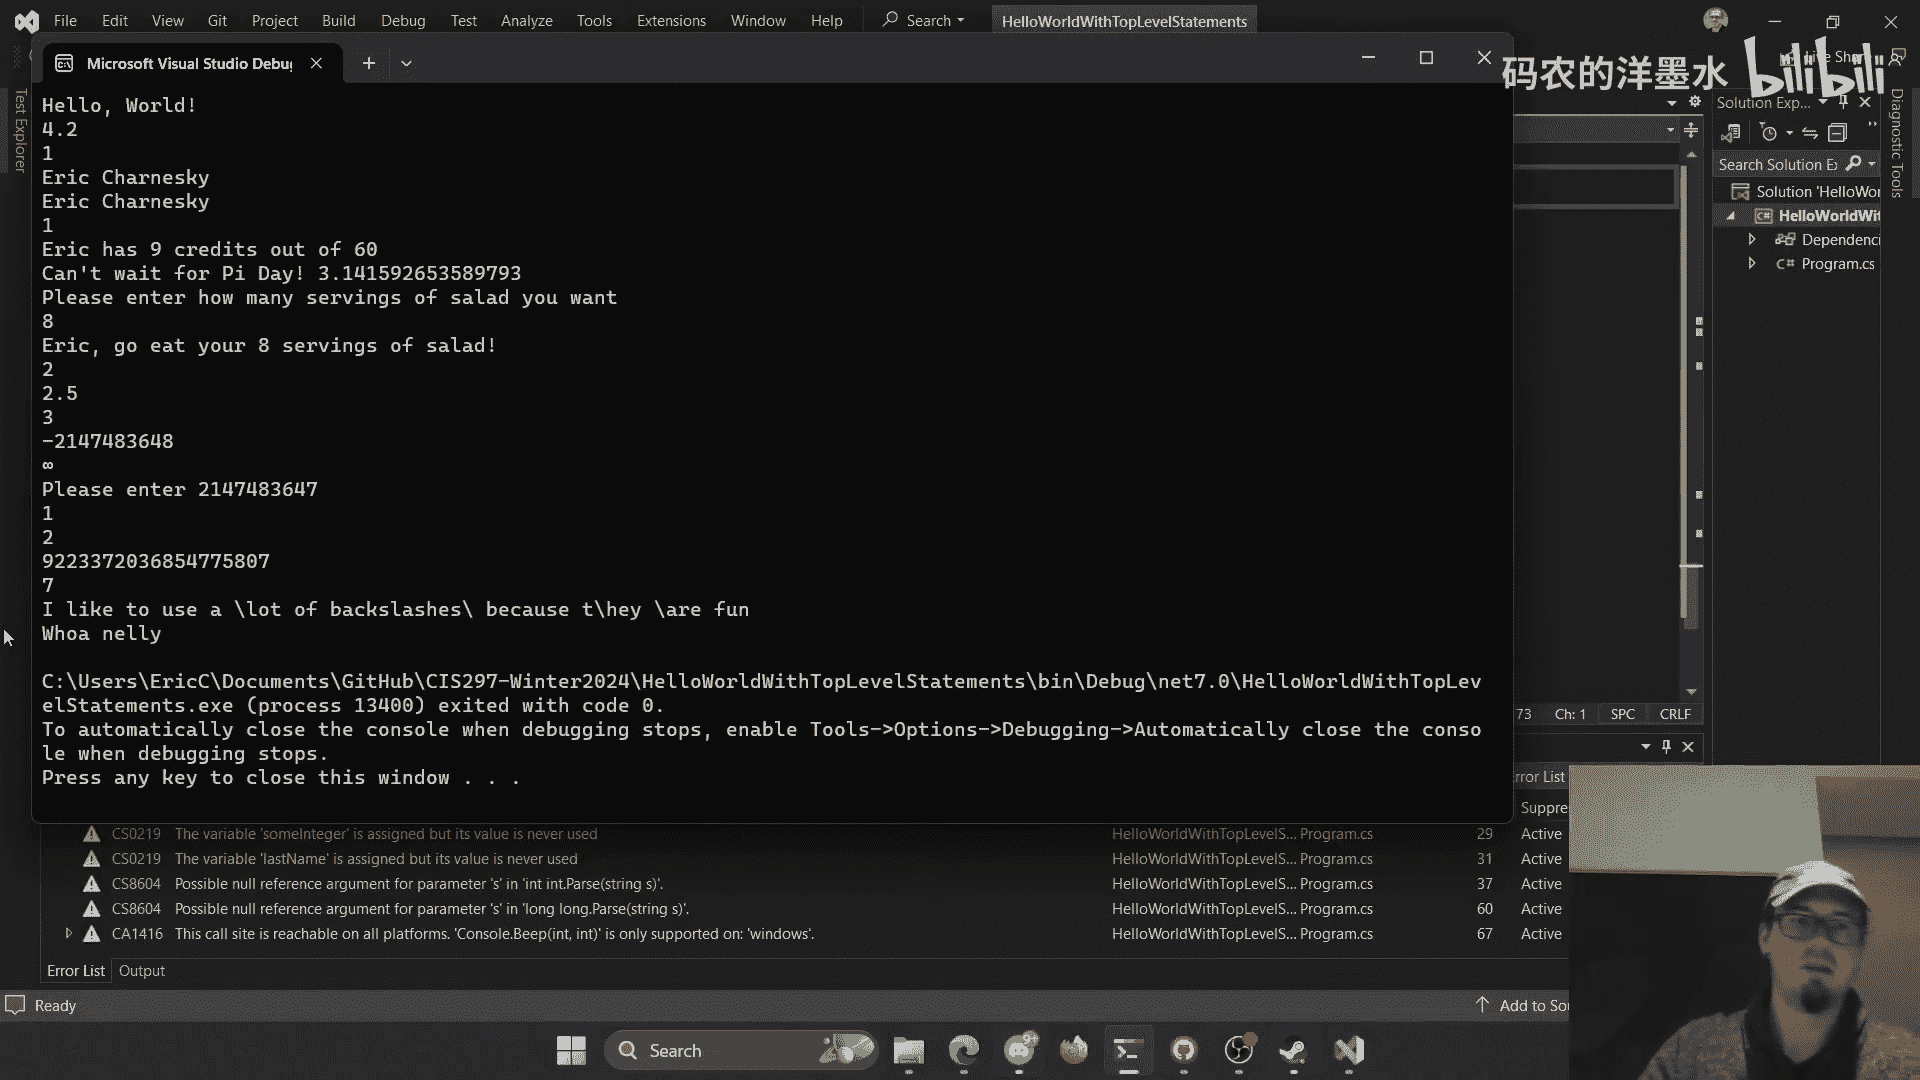 File Edit View Git Project Build Debug Test Analyze Tools Extensions Window Help Search HelloWorldWithTopLevelStatements
Microsoft Visual Studio Debu
码农的洋墨水 bilibili
Live Shar
Test Explorer
Solution Exp...
Diagnostic Tools
Search Solution E
Solution 'HelloWor
HelloWorldWit
Dependenci
C# Program.cs
Hello, World!
4.2
1
Eric Charnesky
Eric Charnesky
1
Eric has 9 credits out of 60
Can't wait for Pi Day! 3.141592653589793
Please enter how many servings of salad you want
8
Eric, go eat your 8 servings of salad!
2
2.5
3
-2147483648
∞
Please enter 2147483647
1
2
9223372036854775807
7
I like to use a \lot of backslashes\ because t\hey \are fun
Whoa nelly
C:\Users\EricC\Documents\GitHub\CIS297-Winter2024\HelloWorldWithTopLevelStatements\bin\Debug\net7.0\HelloWorldWithTopLev
elStatements.exe (process 13400) exited with code 0.
To automatically close the console when debugging stops, enable Tools->Options->Debugging->Automatically close the conso
le when debugging stops.
Press any key to close this window . . .
73 Ch: 1 SPC CRLF
rror List
Suppre
CS0219 The variable 'someInteger' is assigned but its value is never used HelloWorldWithTopLevelS... Program.cs 29 Active
CS0219 The variable 'lastName' is assigned but its value is never used HelloWorldWithTopLevelS... Program.cs 31 Active
CS8604 Possible null reference argument for parameter 's' in 'int int.Parse(string s)'. HelloWorldWithTopLevelS... Program.cs 37 Active
CS8604 Possible null reference argument for parameter 's' in 'long long.Parse(string s)'. HelloWorldWithTopLevelS... Program.cs 60 Active
CA1416 This call site is reachable on all platforms. 'Console.Beep(int, int)' is only supported on: 'windows'. HelloWorldWithTopLevelS... Program.cs 67 Active
Error List Output
Ready
Add to Sou
Search
9+